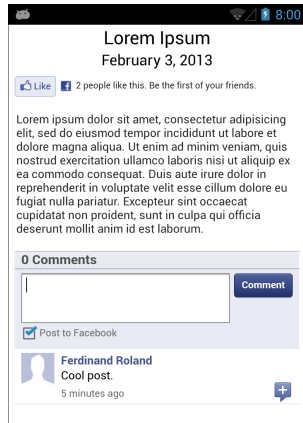 8:00
Lorem Ipsum
February 3, 2013
Like
2 people like this. Be the first of your friends.
Lorem ipsum dolor sit amet, consectetur adipisicing
elit, sed do eiusmod tempor incididunt ut labore et
dolore magna aliqua. Ut enim ad minim veniam, quis
nostrud exercitation ullamco laboris nisi ut aliquip ex
ea commodo consequat. Duis aute irure dolor in
reprehenderit in voluptate velit esse cillum dolore eu
fugiat nulla pariatur. Excepteur sint occaecat
cupidatat non proident, sunt in culpa qui officia
deserunt mollit anim id est laborum.
0 Comments
Comment
Post to Facebook
Ferdinand Roland
Cool post.
5 minutes ago